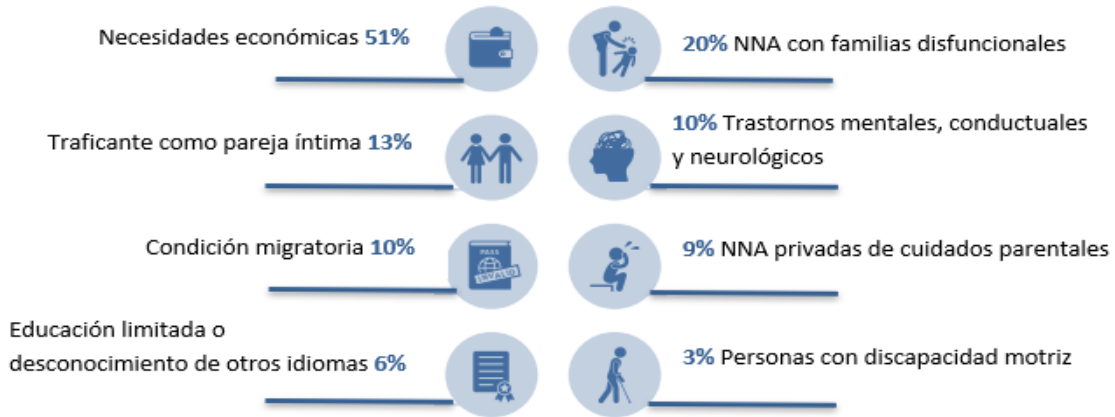 Necesidades económicas 51%
20% NNA con familias disfuncionales
Traficante como pareja íntima 13%
10% Trastornos mentales, conductuales
y neurológicos
Condición migratoria 10%
PASS
INVALID
9% NNA privadas de cuidados parentales
Educación limitada o
desconocimiento de otros idiomas 6%
3% Personas con discapacidad motriz